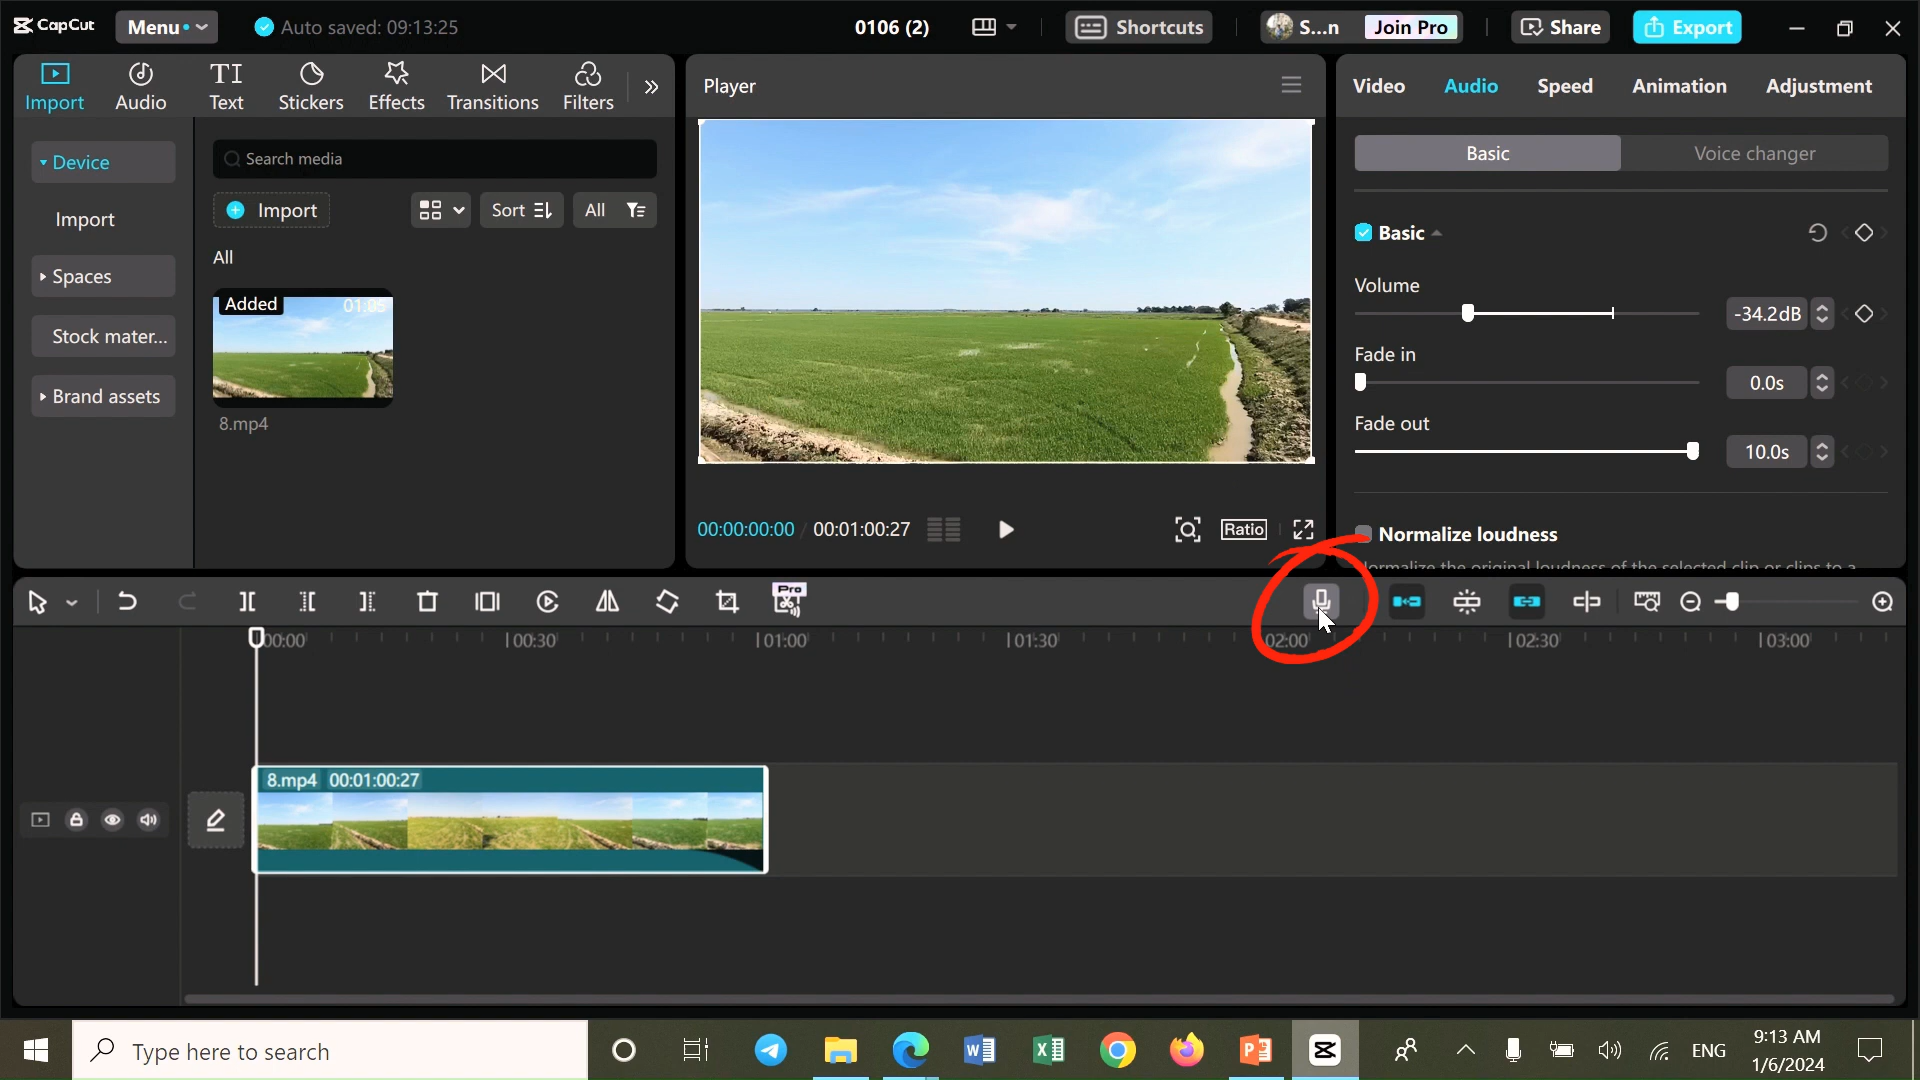 CapCut
Menu
Auto saved: 09:13:25
0106 (2)
Shortcuts
S...n
Join Pro
Share
Export
Import
Audio
Text
Stickers
Effects
Transitions
Filters
Device
Import
Spaces
Stock mater...
Brand assets
Search media
Import
Sort
All
All
Added
01:05
8.mp4
Player
00:00:00:00 / 00:01:00:27
Ratio
Video
Audio
Speed
Animation
Adjustment
Basic
Voice changer
Basic
Volume
-34.2dB
Fade in
0.0s
Fade out
10.0s
Normalize loudness
Normalize the original loudness of the selected clip or clips to a
Pro
00:00
00:30
01:00
01:30
02:00
02:30
03:00
8.mp4 00:01:00:27
Type here to search
ENG
9:13 AM
1/6/2024